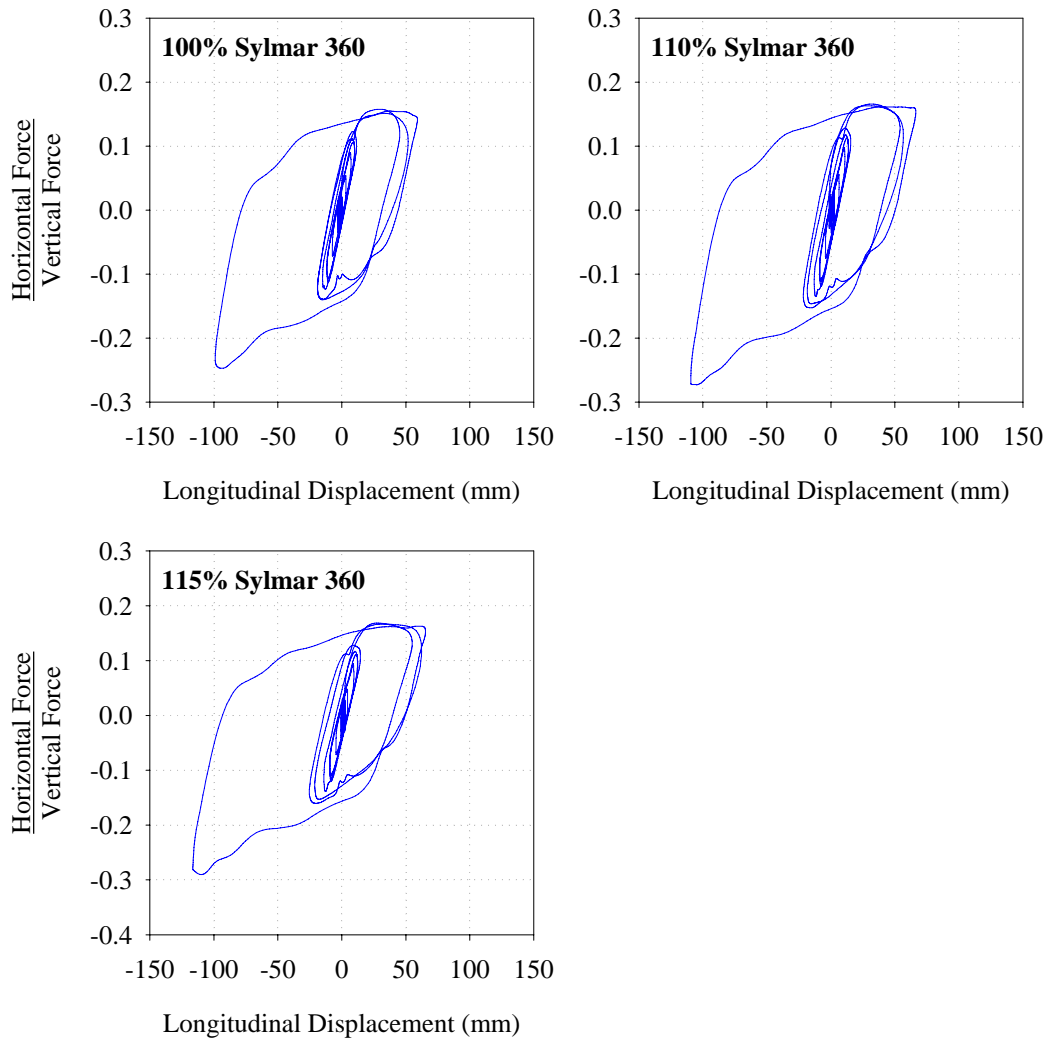 0.3
100% Sylmar 360
0.2
0.1
0.0
-0.1
-0.2
-0.3
-150 -100 -50 0 50 100 150
Horizontal Force
Vertical Force
Longitudinal Displacement (mm)
0.3
110% Sylmar 360
0.2
0.1
0.0
-0.1
-0.2
-0.3
-150 -100 -50 0 50 100 150
Longitudinal Displacement (mm)
0.3
115% Sylmar 360
0.2
0.1
0.0
-0.1
-0.2
-0.3
-0.4
-150 -100 -50 0 50 100 150
Horizontal Force
Vertical Force
Longitudinal Displacement (mm)